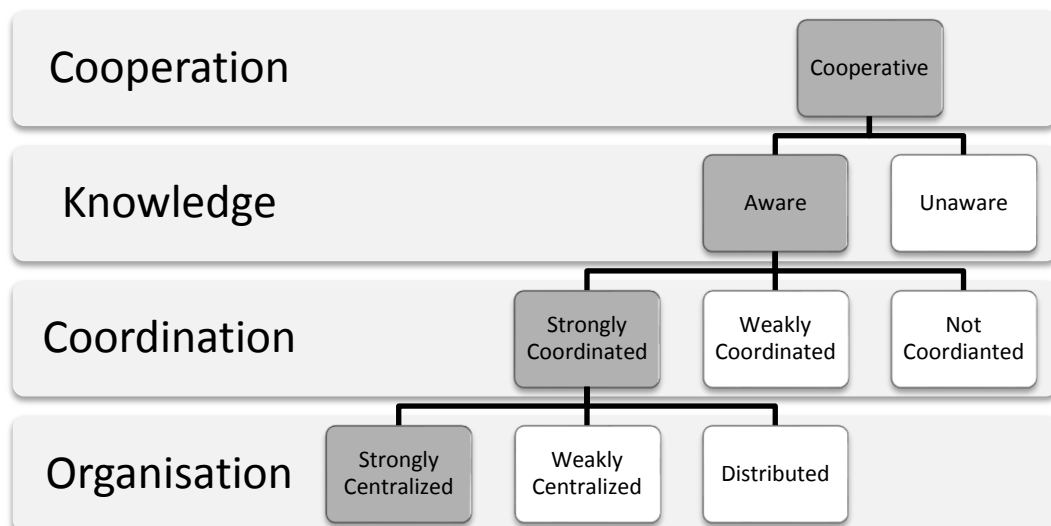 Cooperation
Cooperative
Knowledge
Aware
Unaware
Coordination
Strongly
Coordinated
Weakly
Coordinated
Not
Coordianted
Organisation
Strongly
Centralized
Weakly
Centralized
Distributed